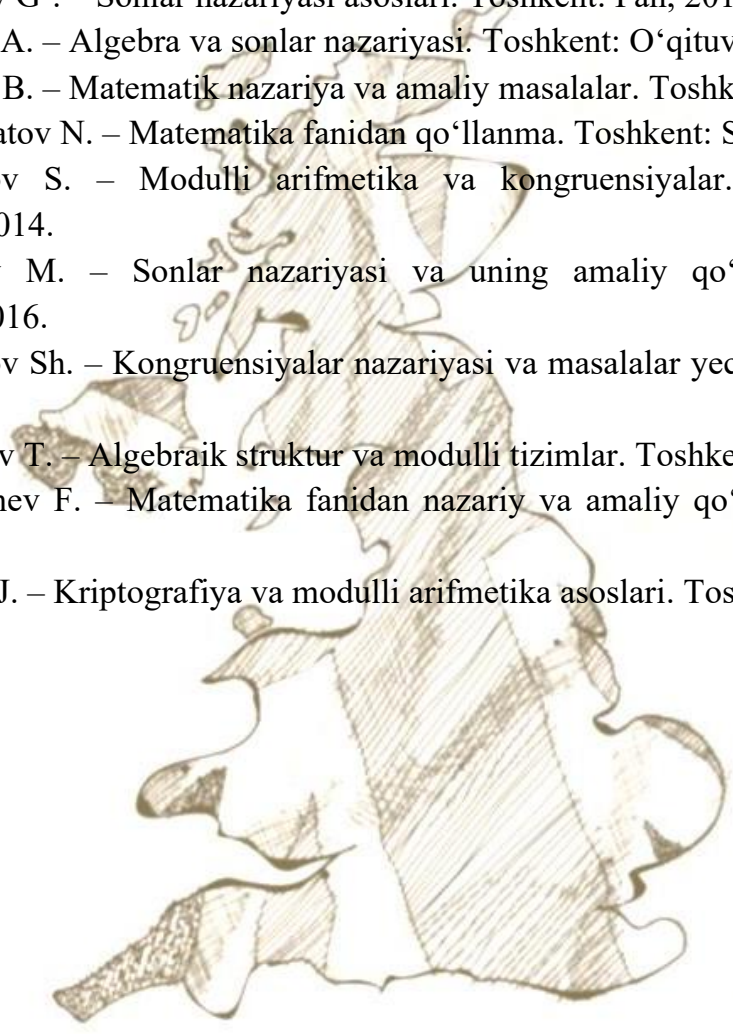 G‘. – Sonlar nazariyasi asoslari. Toshkent: Fan, 201
A. – Algebra va sonlar nazariyasi. Toshkent: O‘qituv
B. – Matematik nazariya va amaliy masalalar. Toshk
atov N. – Matematika fanidan qo‘llanma. Toshkent: S
ov S. – Modulli arifmetika va kongruensiyalar.
014.
M. – Sonlar nazariyasi va uning amaliy qo‘
016.
ov Sh. – Kongruensiyalar nazariyasi va masalalar yec
v T. – Algebraik struktur va modulli tizimlar. Toshke
nev F. – Matematika fanidan nazariy va amaliy qo‘
J. – Kriptografiya va modulli arifmetika asoslari. Tos